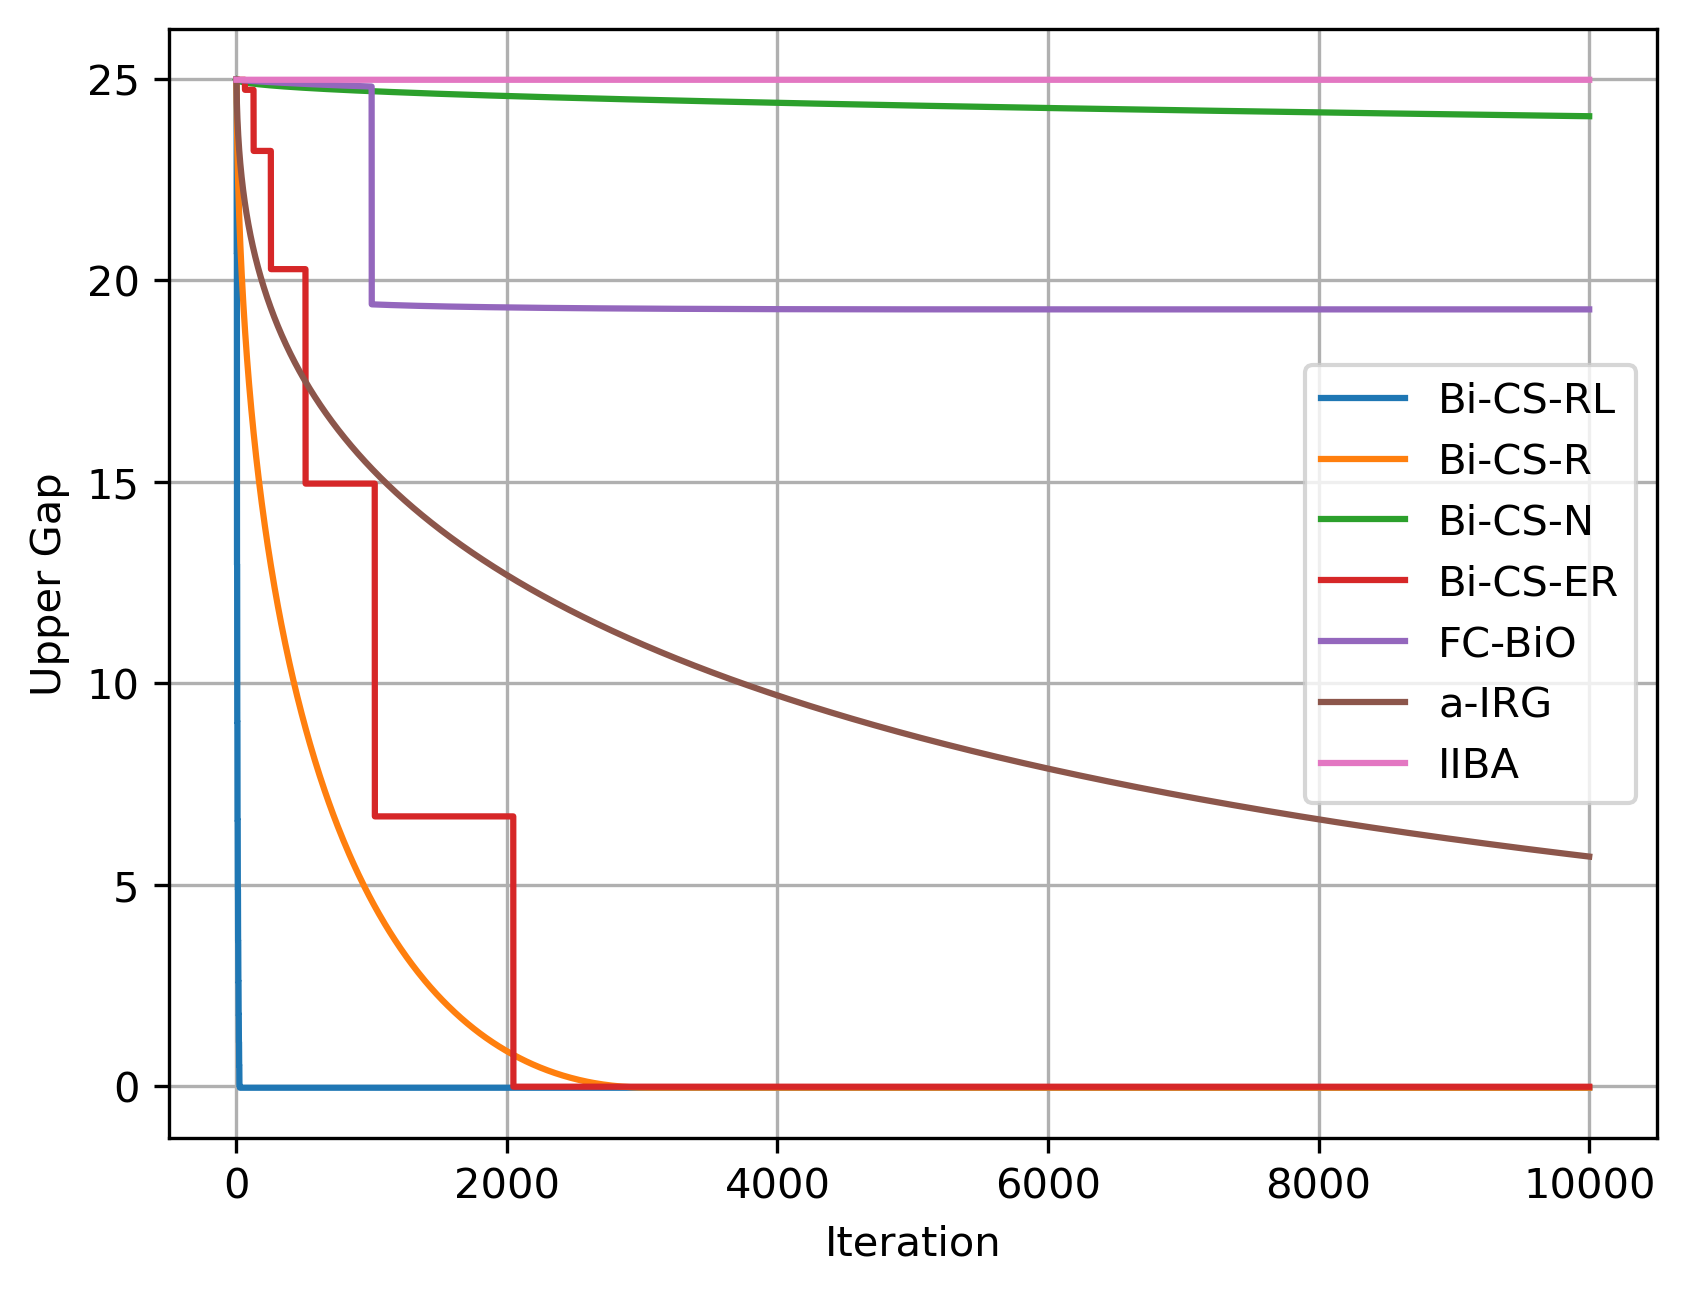 25
20
15
10
5
0
Upper Gap
0 2000 4000 6000 8000 10000
Iteration
Bi-CS-RL
Bi-CS-R
Bi-CS-N
Bi-CS-ER
FC-BiO
a-IRG
IIBA